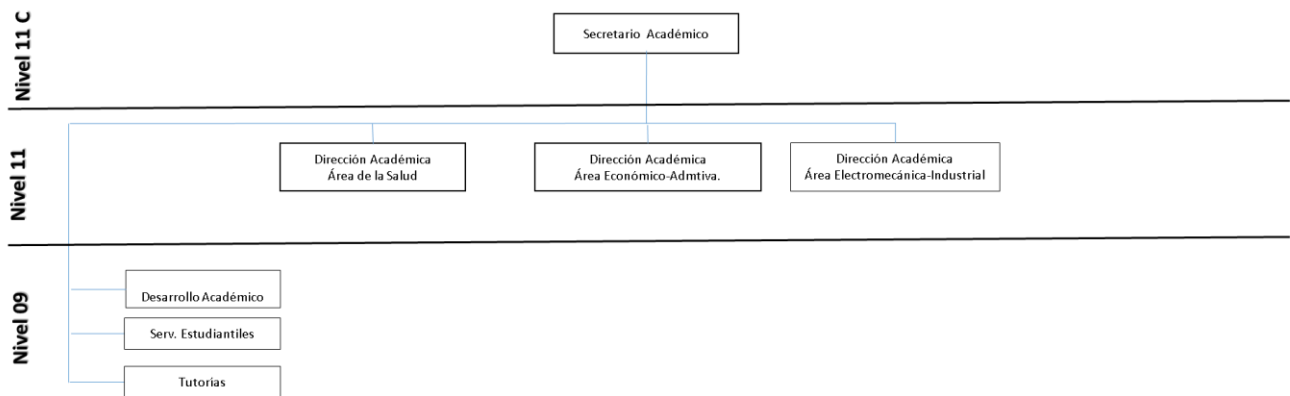 Nivel 11 C
Secretario Académico
Nivel 11
Dirección Académica
Área de la Salud
Dirección Académica
Área Económico-Admtiva.
Dirección Académica
Área Electromecánica-Industrial
Nivel 09
Desarrollo Académico
Serv. Estudiantiles
Tutorías